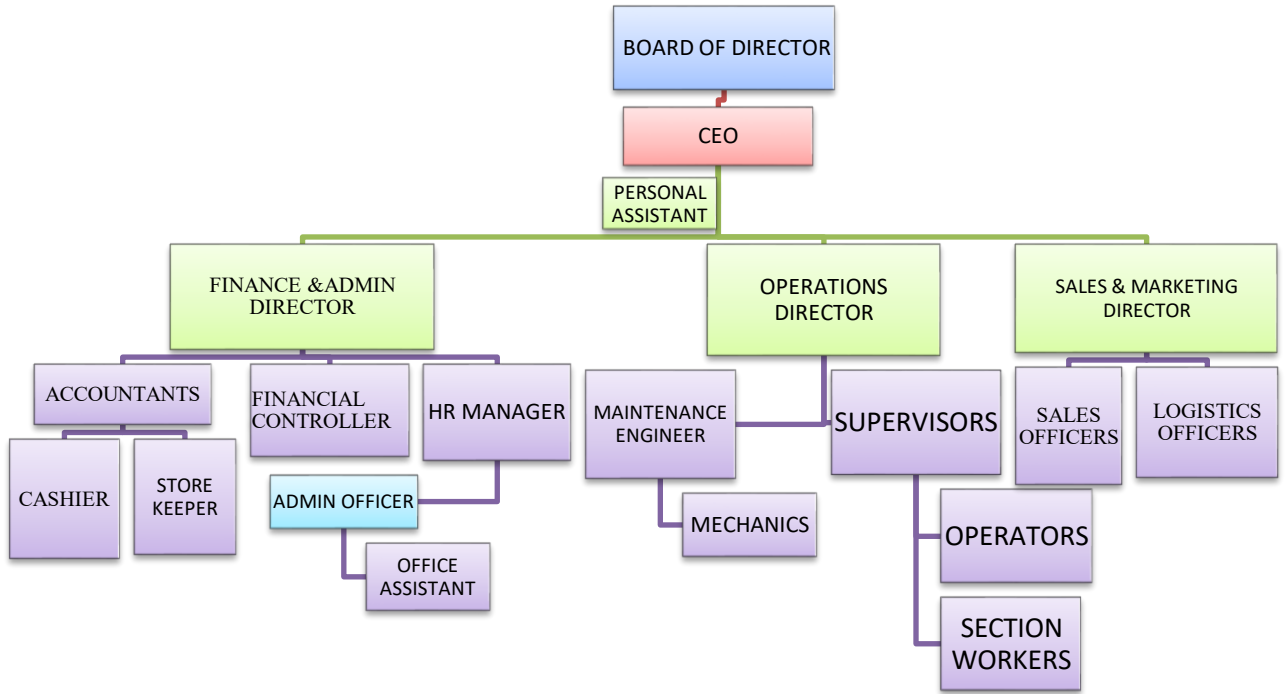 BOARD OF DIRECTOR
CEO
PERSONAL
ASSISTANT
FINANCE &ADMIN
DIRECTOR
OPERATIONS
DIRECTOR
SALES & MARKETING
DIRECTOR
ACCOUNTANTS
FINANCIAL
CONTROLLER
HR MANAGER
MAINTENANCE
ENGINEER
SUPERVISORS
SALES
OFFICERS
LOGISTICS
OFFICERS
CASHIER
STORE
KEEPER
ADMIN OFFICER
MECHANICS
OPERATORS
OFFICE
ASSISTANT
SECTION
WORKERS